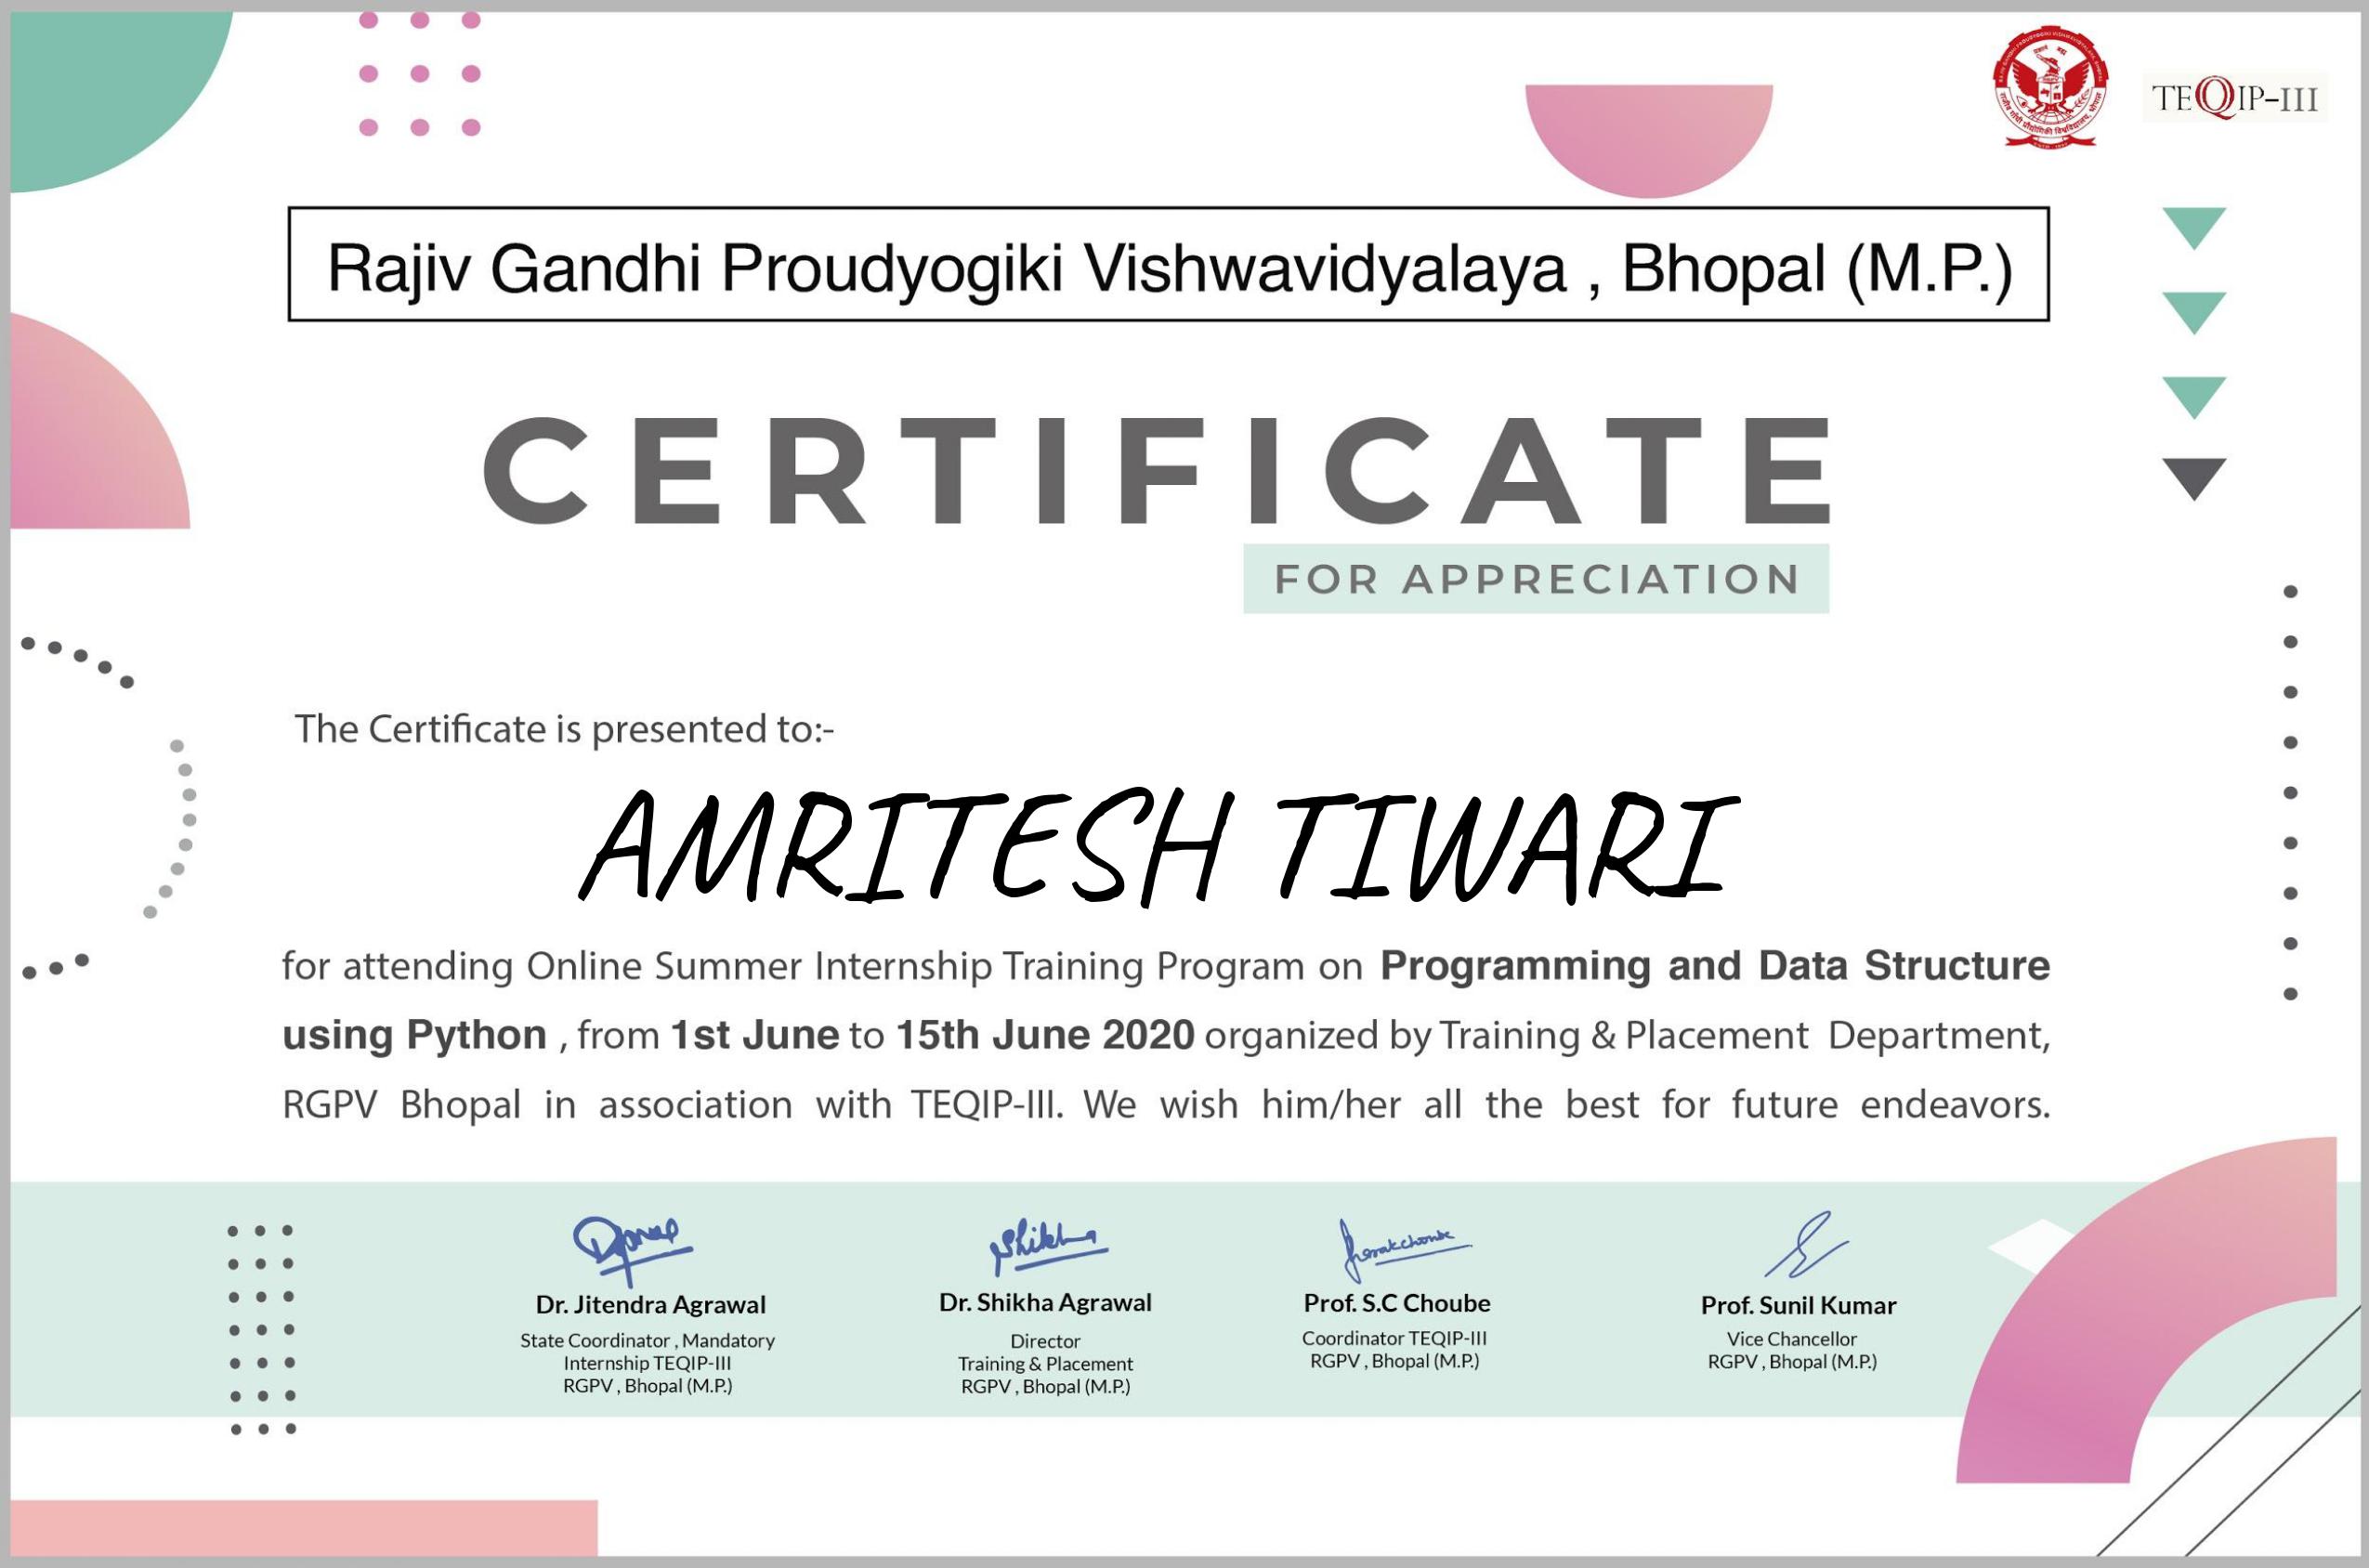 TEQIP-III
Rajiv Gandhi Proudyogiki Vishwavidyalaya , Bhopal (M.P.)
CERTIFICATE
FOR APPRECIATION
The Certificate is presented to:-
AMRITESH TIWARI
for attending Online Summer Internship Training Program on Programming and Data Structure
using Python , from 1st June to 15th June 2020 organized by Training & Placement Department,
RGPV Bhopal in association with TEQIP-III. We wish him/her all the best for future endeavors.
Shikha
Dr. Jitendra Agrawal
State Coordinator , Mandatory
Internship TEQIP-III
RGPV , Bhopal (M.P.)
Dr. Shikha Agrawal
Director
Training & Placement
RGPV , Bhopal (M.P.)
Prof. S.C Choube
Coordinator TEQIP-III
RGPV , Bhopal (M.P.)
Prof. Sunil Kumar
Vice Chancellor
RGPV , Bhopal (M.P.)